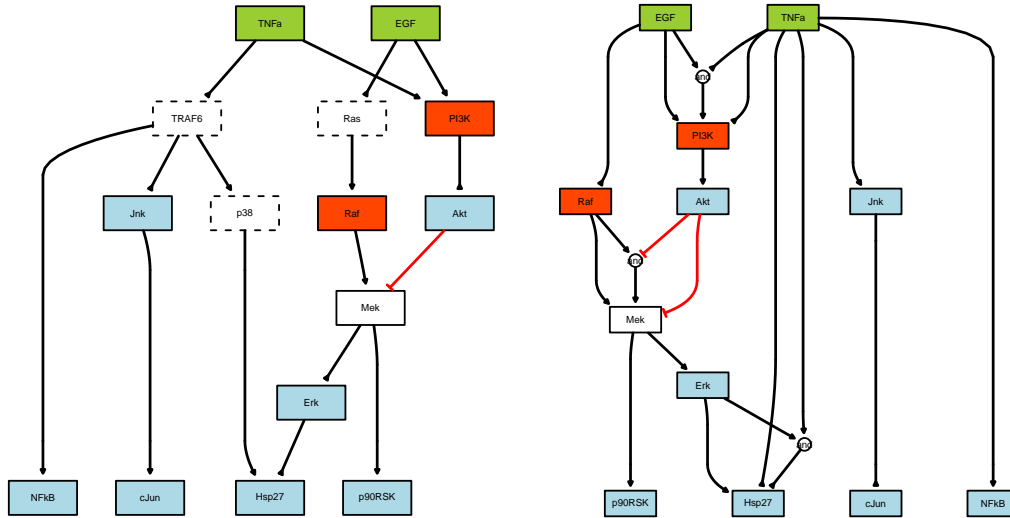 TNFa
EGF
TRAF6
Ras
PI3K
Jnk
p38
Raf
Akt
Mek
Erk
NFkB
cJun
Hsp27
p90RSK
EGF
TNFa
and
PI3K
Raf
Akt
Jnk
and
Mek
Erk
and
p90RSK
Hsp27
cJun
NFkB